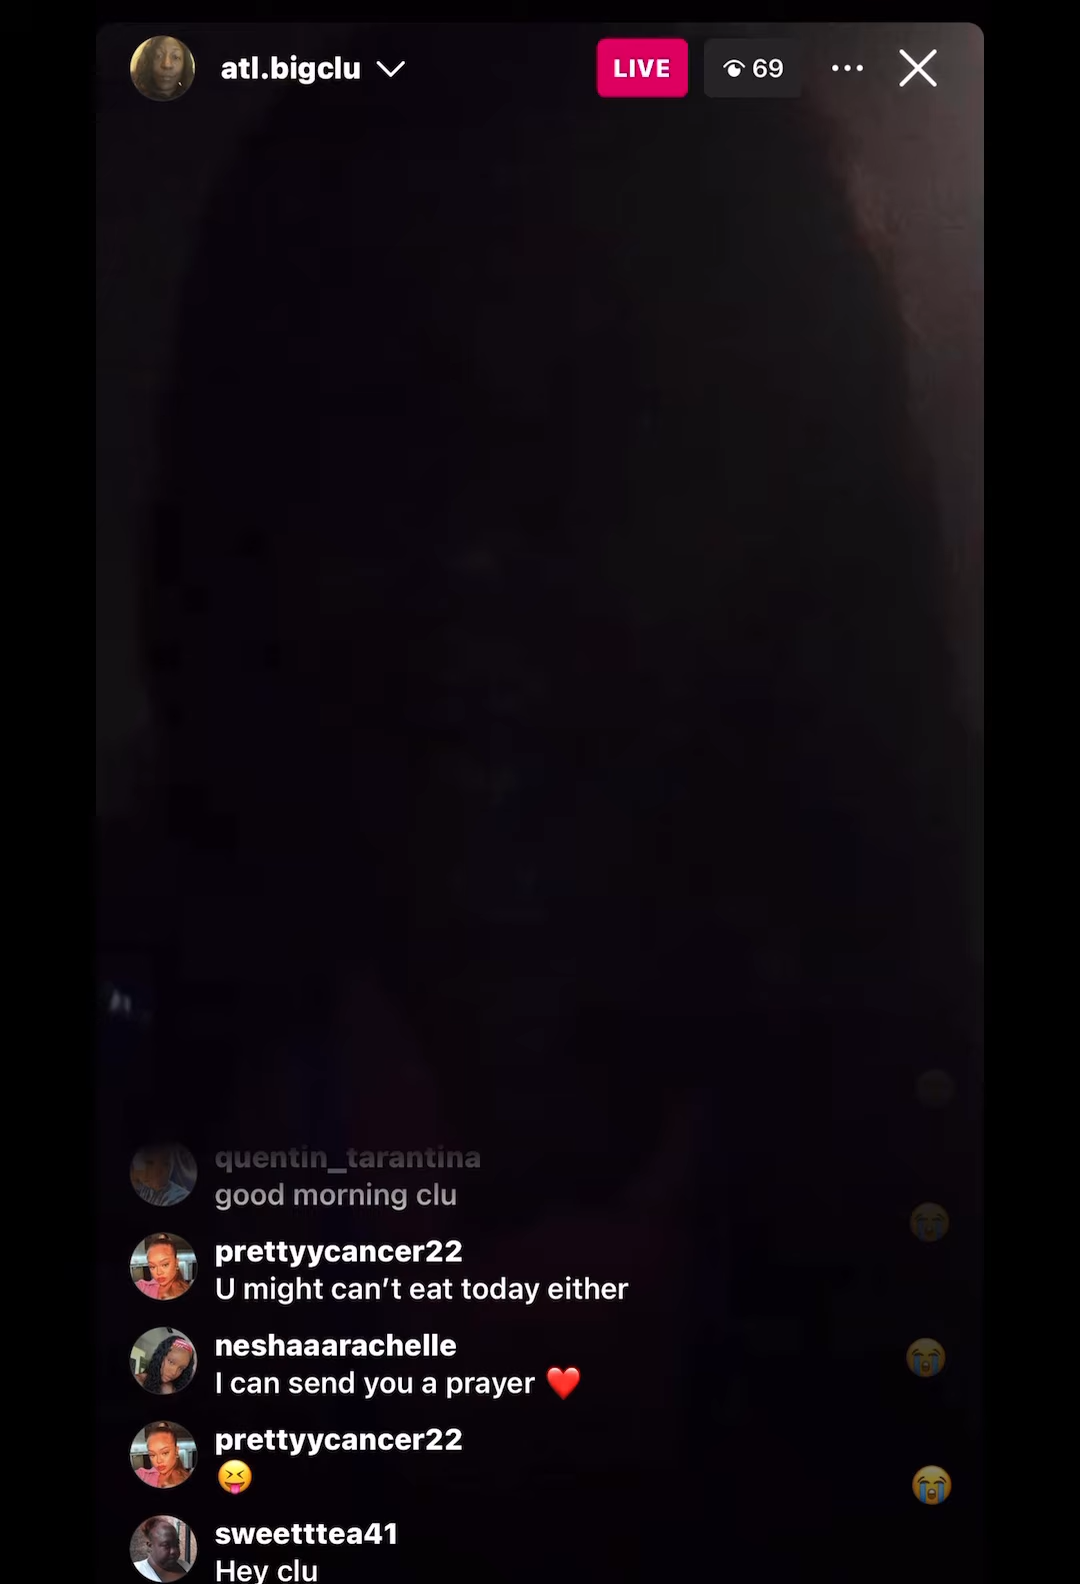 atl.bigclu
LIVE
69
quentin_tarantina
good morning clu
prettyycancer22
U might can’t eat today either
neshaaarachelle
I can send you a prayer ❤️
prettyycancer22
😝
sweetttea41
Hey clu